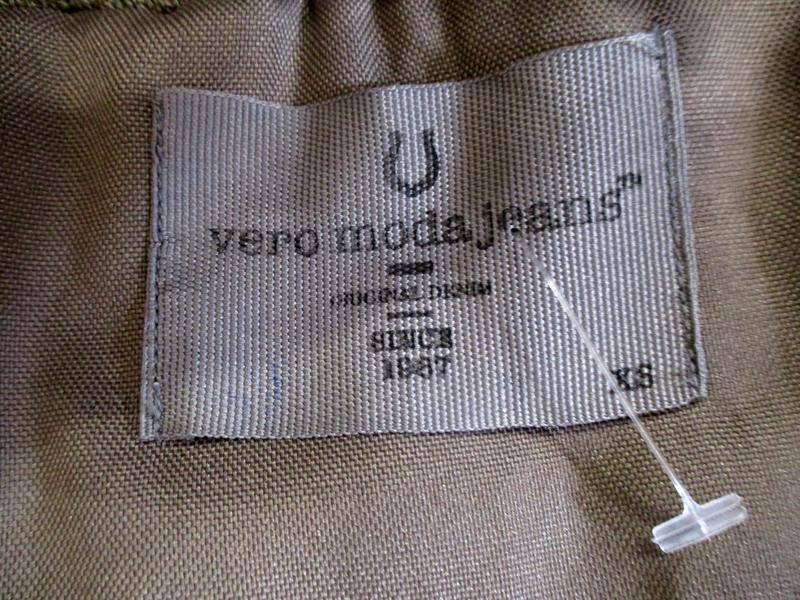 vero moda jeans™
ORIGINAL DENIM
SINCE
1987
XS